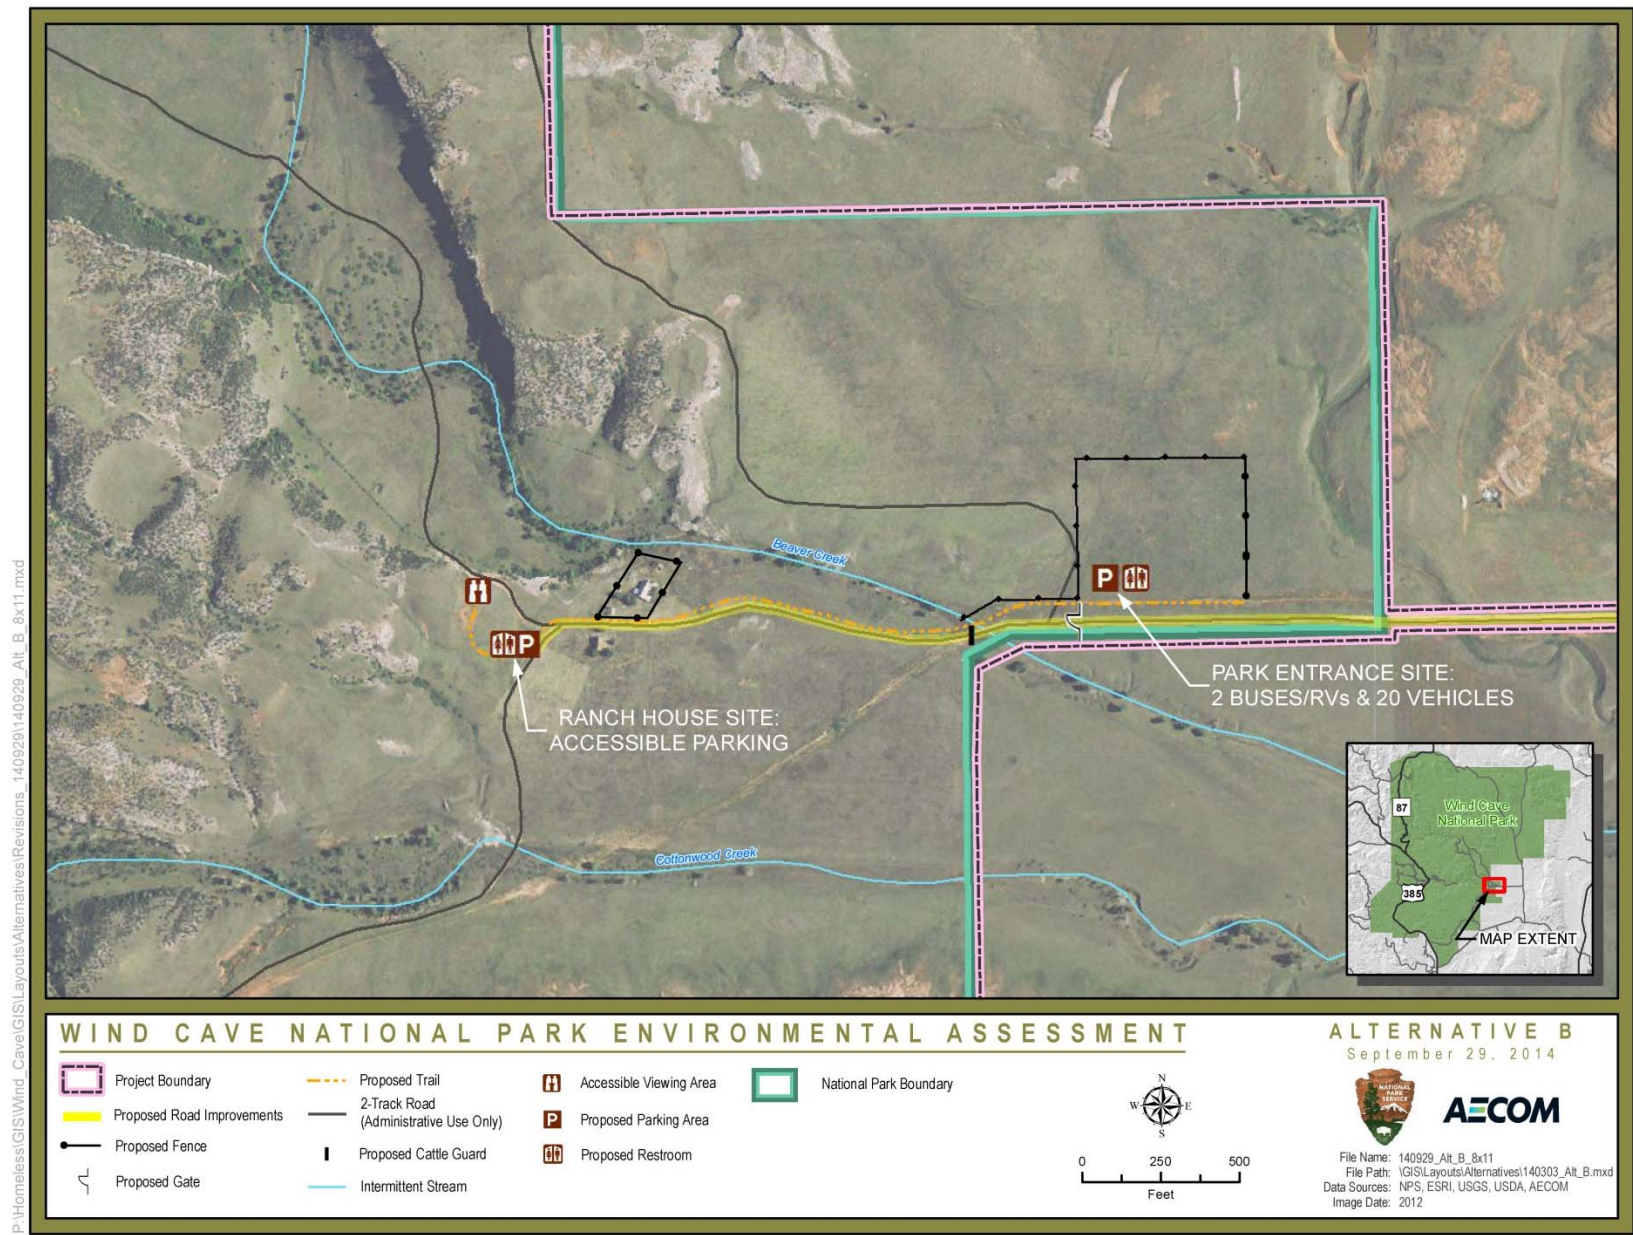 P:\Homeless\GIS\Wind_Cave\GIS\Layouts\Alternatives\Revisions_140929\140929_Alt_B_8x11.mxd
Beaver Creek
P
P
PARK ENTRANCE SITE:
2 BUSES/RVs & 20 VEHICLES
RANCH HOUSE SITE:
ACCESSIBLE PARKING
Cottonwood Creek
87
Wind Cave
National Park
385
MAP EXTENT
WIND CAVE NATIONAL PARK ENVIRONMENTAL ASSESSMENT
Project Boundary
Proposed Road Improvements
Proposed Fence
Proposed Gate
Proposed Trail
2-Track Road
(Administrative Use Only)
Proposed Cattle Guard
Intermittent Stream
Accessible Viewing Area
P Proposed Parking Area
Proposed Restroom
National Park Boundary
N
W E
S
0 250 500
Feet
ALTERNATIVE B
September 29, 2014
NATIONAL
PARK
SERVICE
AECOM
File Name: 140929_Alt_B_8x11
File Path: \GIS\Layouts\Alternatives\140303_Alt_B.mxd
Data Sources: NPS, ESRI, USGS, USDA, AECOM
Image Date: 2012